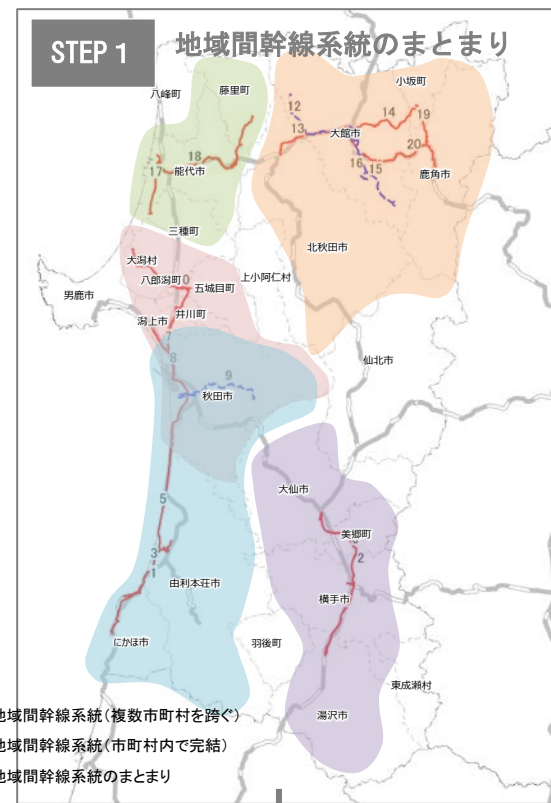 STEP 1
地域間幹線系統のまとまり
小坂町
藤里町
八峰町
12
14
19
13
大館市
18
20
16
15
17
能代市
鹿角市
三種町
北秋田市
大潟村
上小阿仁村
八郎潟町
0
五城目町
男鹿市
井川町
潟上市
7
8
仙北市
9
秋田市
大仙市
5
美郷町
3
2
1
由利本荘市
横手市
にかほ市
羽後町
東成瀬村
湯沢市
地域間幹線系統(複数市町村を跨ぐ)
地域間幹線系統(市町村内で完結)
地域間幹線系統のまとまり